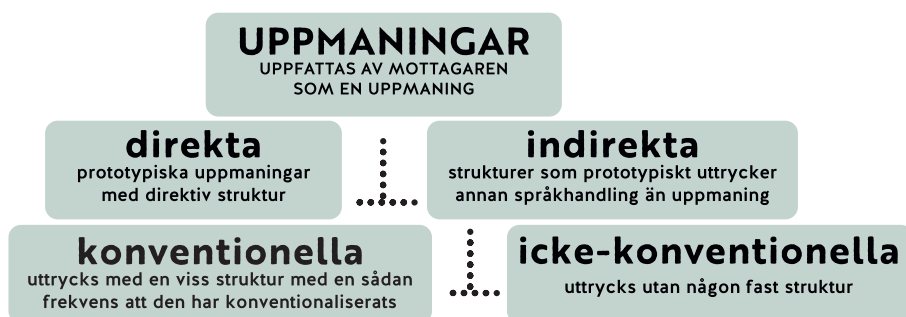 UPPMANINGAR
UPPFATTAS AV MOTTAGAREN
SOM EN UPPMANING
direkta
prototypiska uppmaningar
med direktiv struktur
indirekta
strukturer som prototypiskt uttrycker
annan språkhandling än uppmaning
konventionella
uttrycks med en viss struktur med en sådan
frekvens att den har konventionaliserats
icke-konventionella
uttrycks utan någon fast struktur